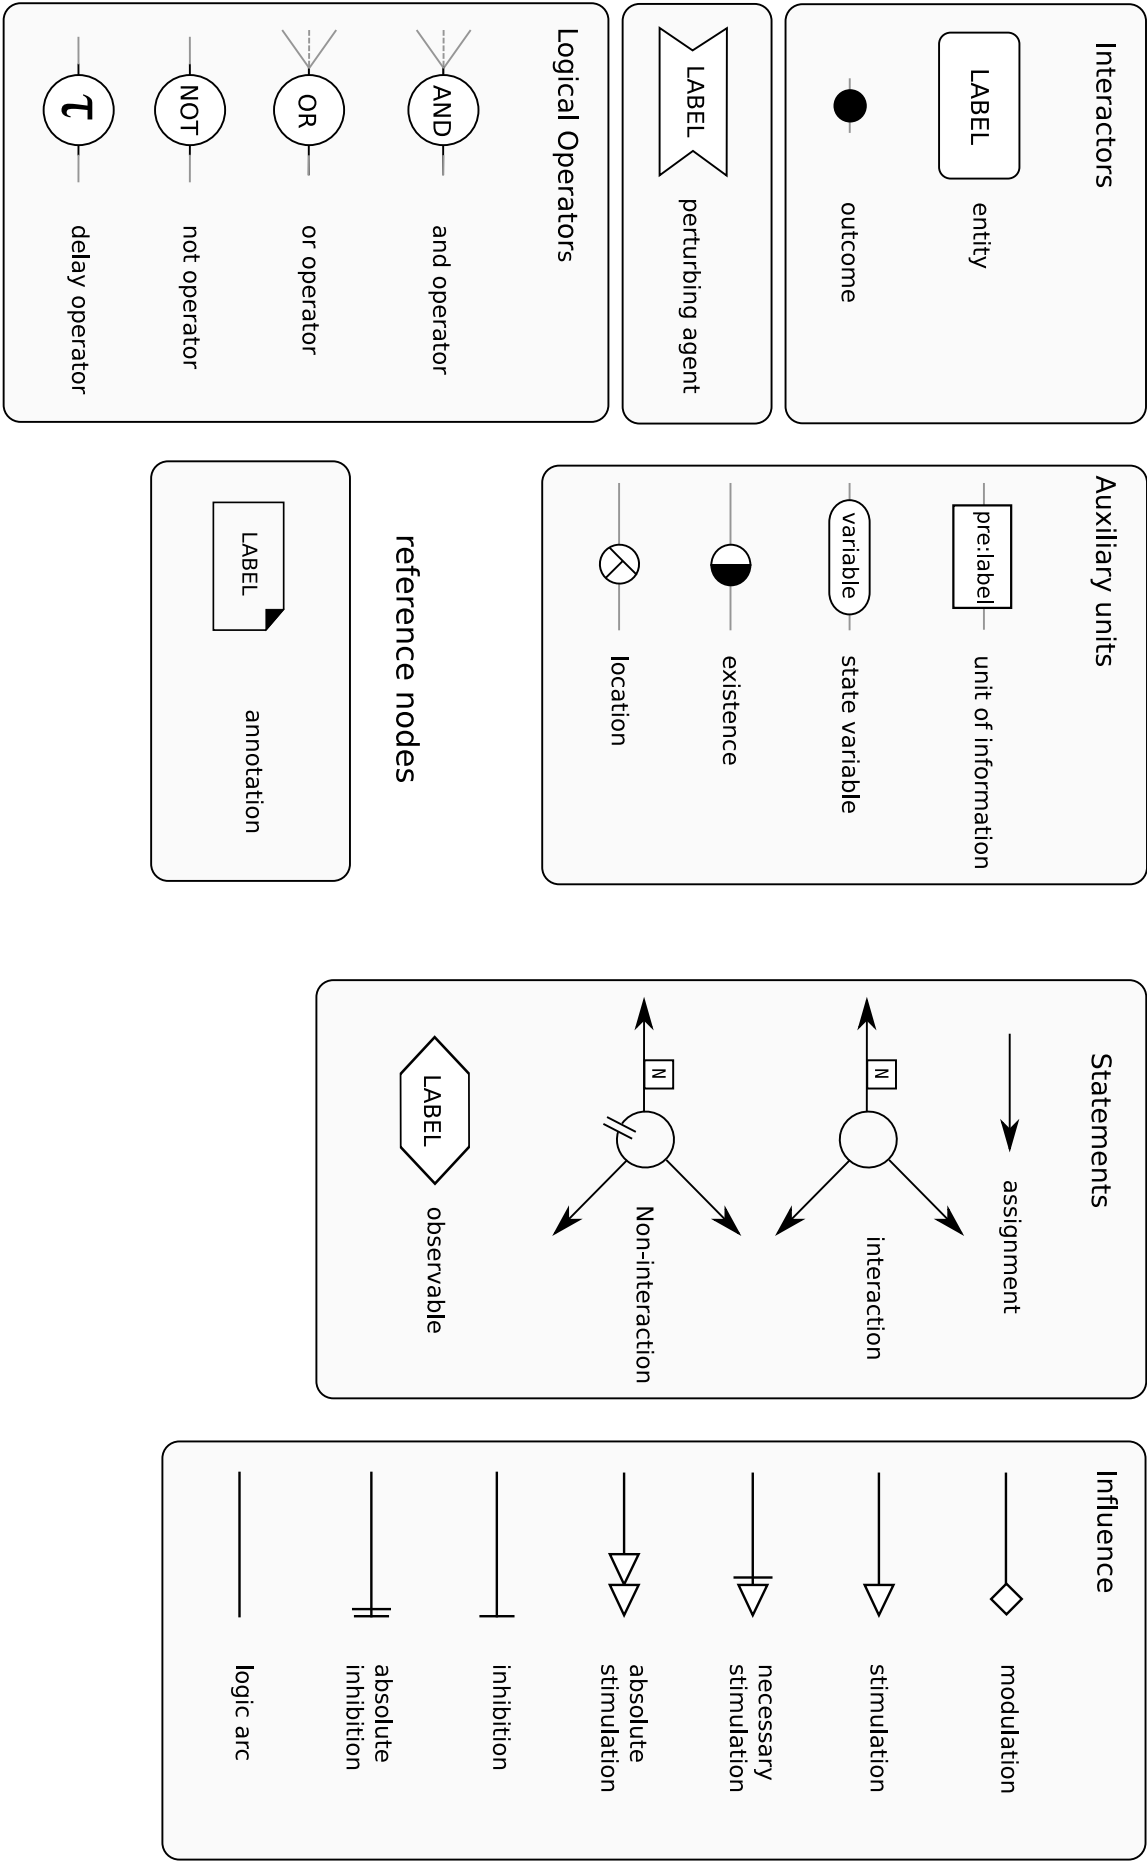 Interactors
LABEL
entity
outcome
LABEL
perturbing agent
Logical Operators
AND
and operator
OR
or operator
NOT
not operator
τ
delay operator
Auxiliary units
pre:label
unit of information
variable
state variable
existence
location
reference nodes
LABEL
annotation
Statements
assignment
N
interaction
N
Non-interaction
LABEL
observable
Influence
modulation
stimulation
necessary
stimulation
absolute
stimulation
inhibition
absolute
inhibition
logic arc